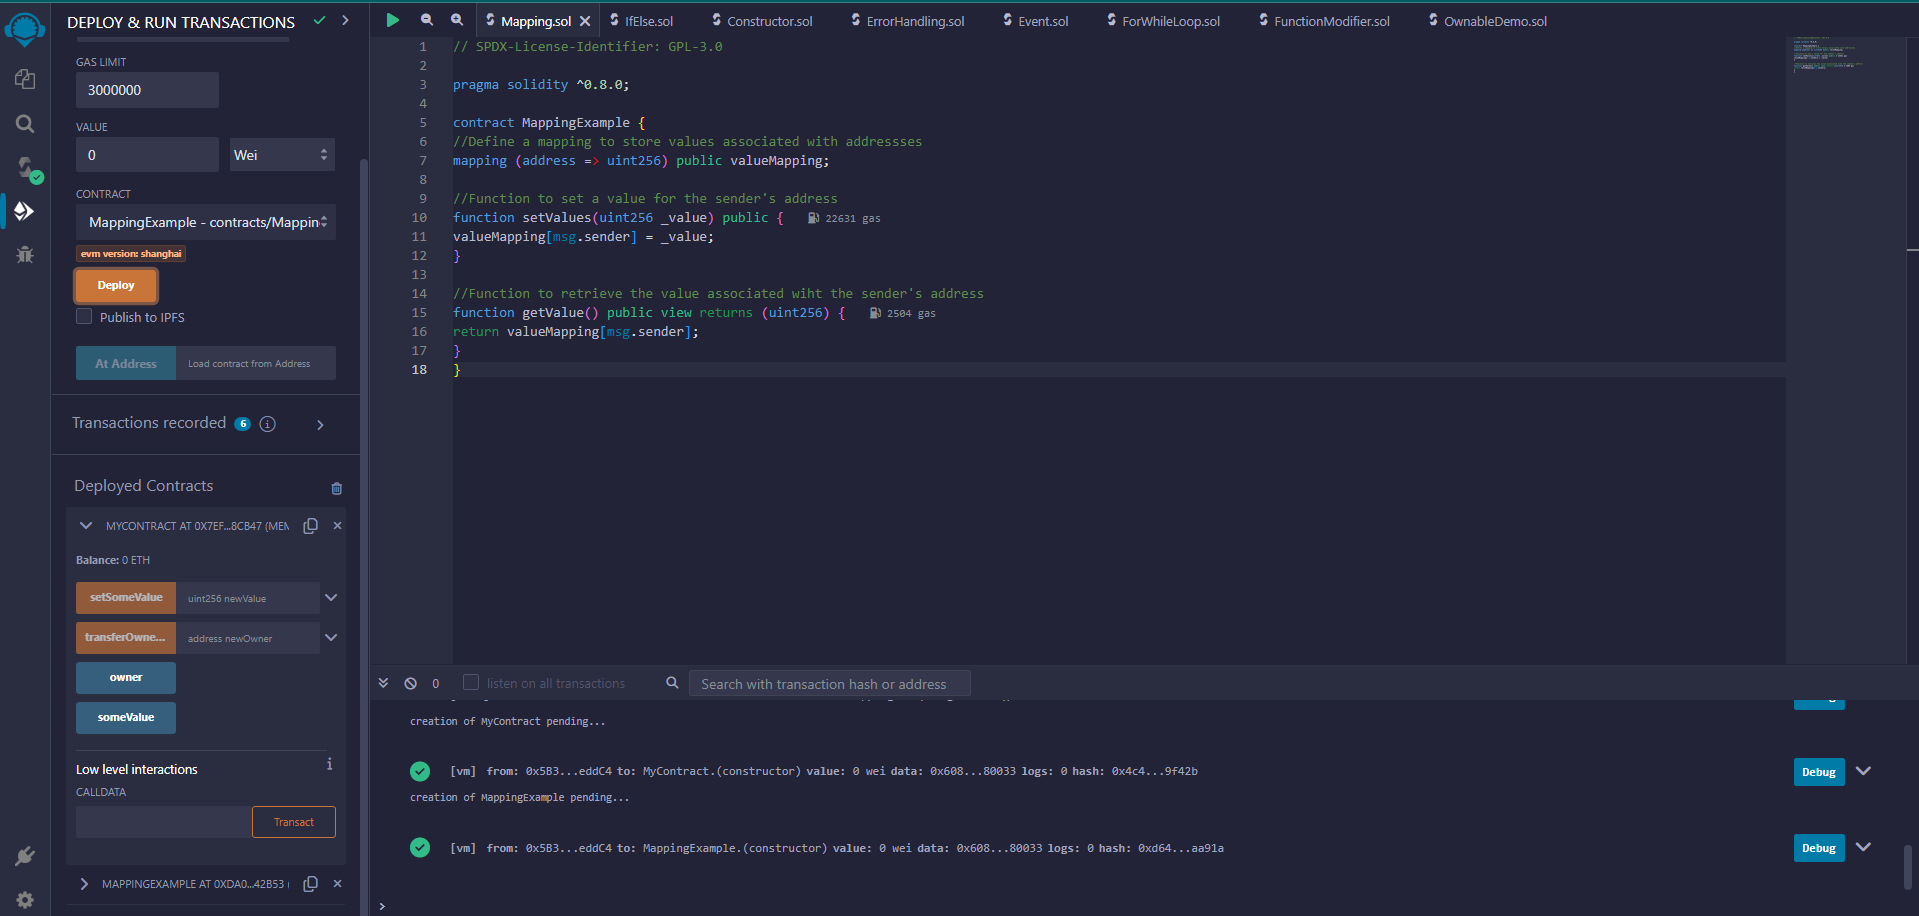 DEPLOY & RUN TRANSACTIONS
GAS LIMIT
3000000
VALUE
0
Wei
CONTRACT
MappingExample - contracts/Mappin
evm version: shanghai
Deploy
Publish to IPFS
At Address
Load contract from Address
Transactions recorded 6 i
Deployed Contracts
MYCONTRACT AT 0X7EF...8CB47 (MEM
Balance: 0 ETH
setSomeValue
uint256 newValue
transferOwne...
address newOwner
owner
someValue
Low level interactions
i
CALLDATA
Transact
MAPPINGEXAMPLE AT 0XDA0...42B53 (
Mapping.sol
IfElse.sol
Constructor.sol
ErrorHandling.sol
Event.sol
ForWhileLoop.sol
FunctionModifier.sol
OwnableDemo.sol
1 // SPDX-License-Identifier: GPL-3.0
2
3 pragma solidity ^0.8.0;
4
5 contract MappingExample {
6 //Define a mapping to store values associated with addressses
7 mapping (address => uint256) public valueMapping;
8
9 //Function to set a value for the sender's address
10 function setValues(uint256 _value) public { 22631 gas
11 valueMapping[msg.sender] = _value;
12 }
13
14 //Function to retrieve the value associated wiht the sender's address
15 function getValue() public view returns (uint256) { 2504 gas
16 return valueMapping[msg.sender];
17 }
18 }
0
listen on all transactions
Search with transaction hash or address
creation of MyContract pending...
[vm] from: 0x5B3...eddC4 to: MyContract.(constructor) value: 0 wei data: 0x608...80033 logs: 0 hash: 0x4c4...9f42b
Debug
creation of MappingExample pending...
[vm] from: 0x5B3...eddC4 to: MappingExample.(constructor) value: 0 wei data: 0x608...80033 logs: 0 hash: 0xd64...aa91a
Debug
>